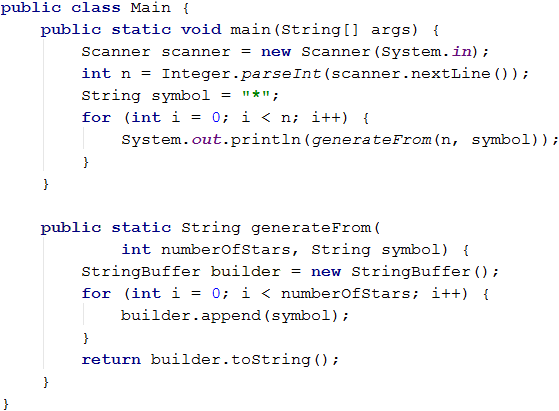 public class Main {
    public static void main(String[] args) {
        Scanner scanner = new Scanner(System.in);
        int n = Integer.parseInt(scanner.nextLine());
        String symbol = "*";
        for (int i = 0; i < n; i++) {
            System.out.println(generateFrom(n, symbol));
        }
    }

    public static String generateFrom(
            int numberOfStars, String symbol) {
        StringBuffer builder = new StringBuffer();
        for (int i = 0; i < numberOfStars; i++) {
            builder.append(symbol);
        }
        return builder.toString();
    }
}